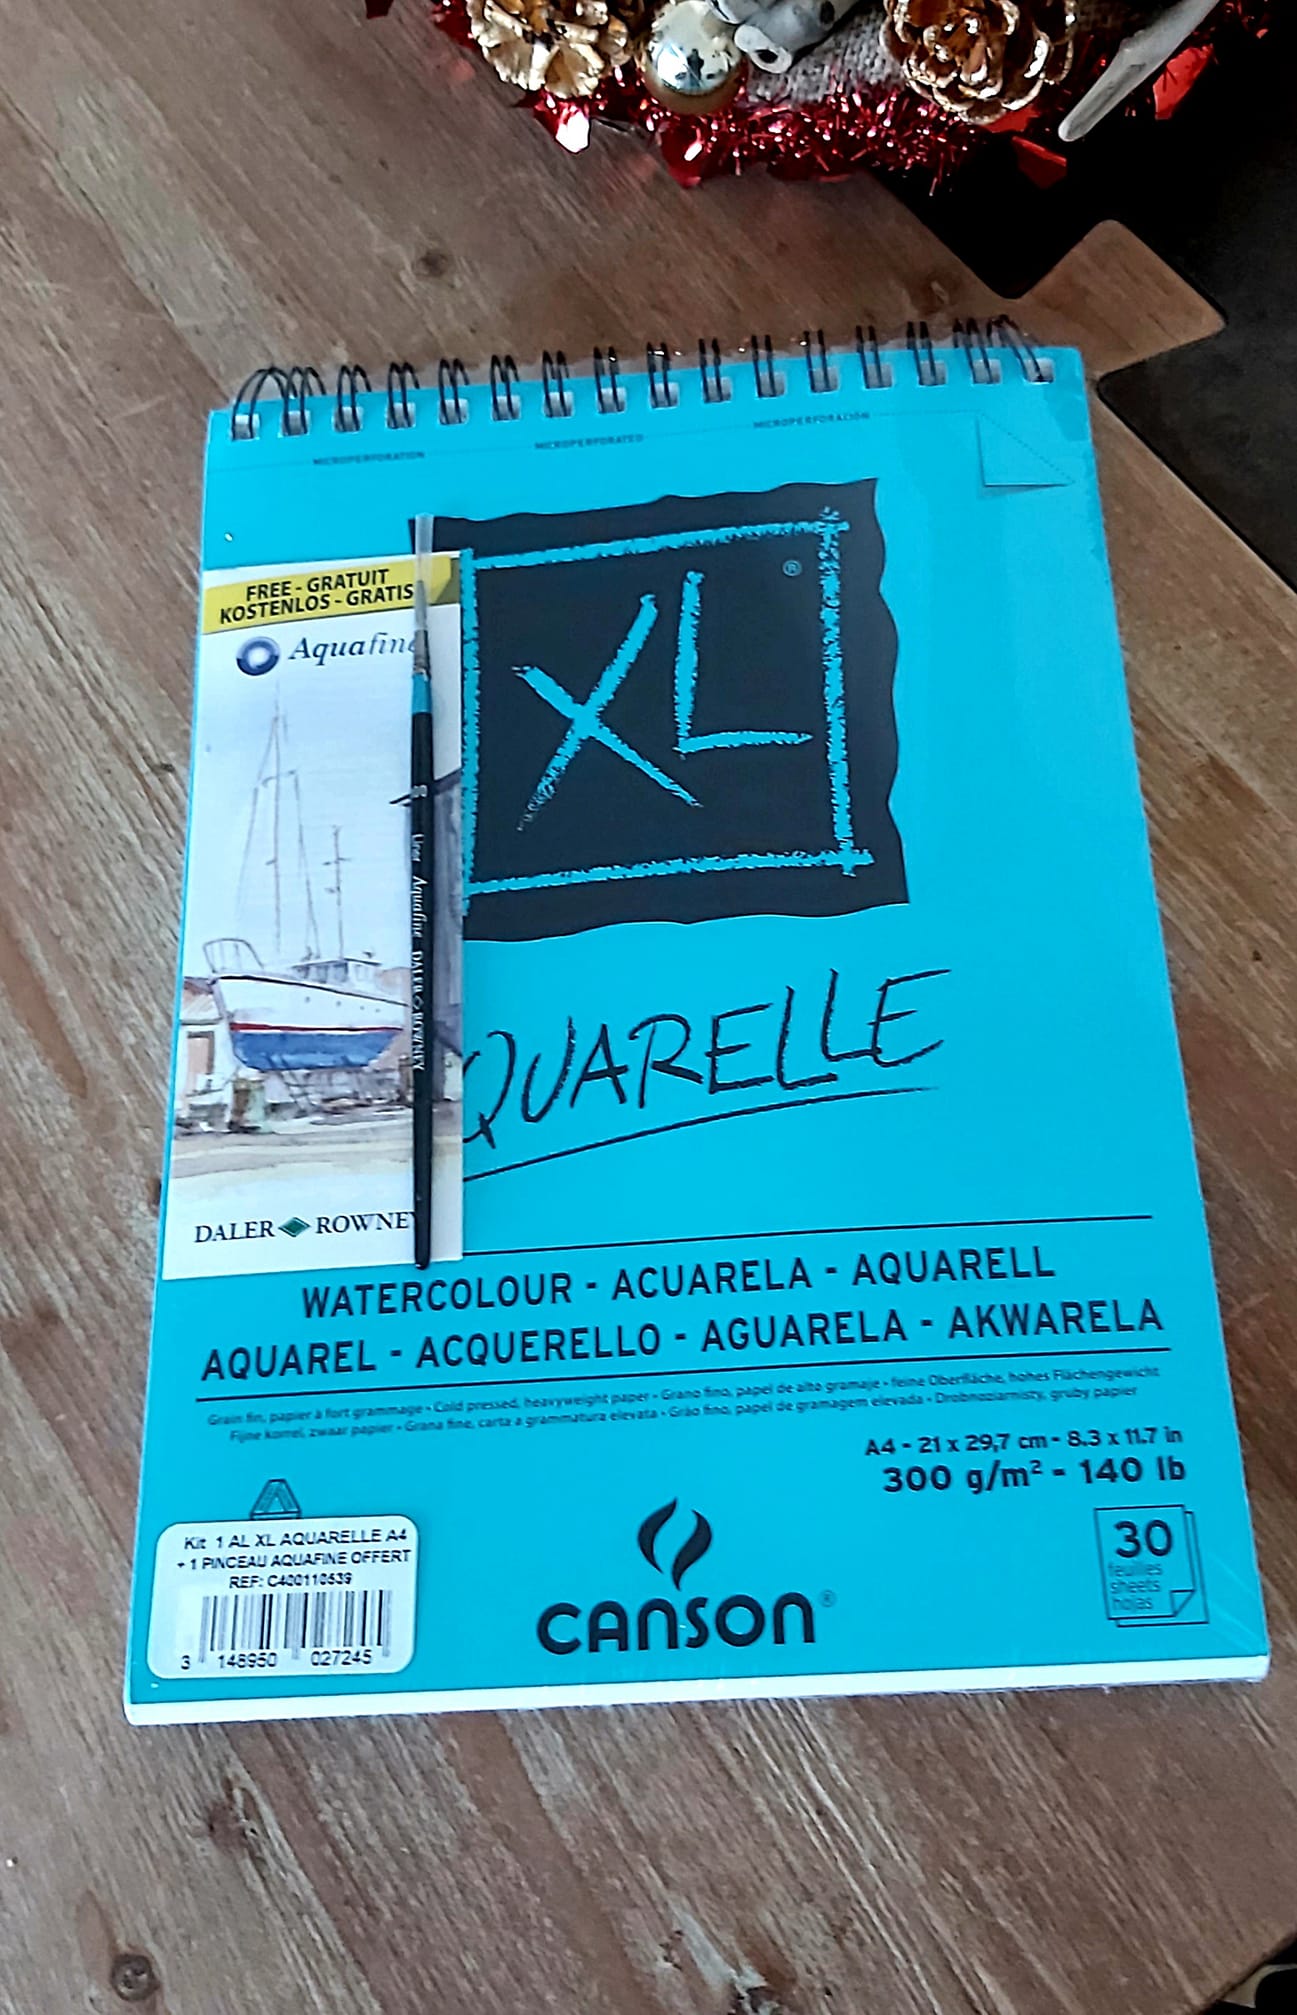 MICROPERFORATION
MICROPERFORATED
MICROPERFORACIÓN
FREE - GRATUIT
KOSTENLOS - GRATIS
Aquafine
XL ®
QUARELLE
Aquafine DALER ROWNEY
DALER ROWNEY
WATERCOLOUR - ACUARELA - AQUARELL
AQUAREL - ACQUERELLO - AGUARELA - AKWARELA
Grain fin, papier à fort grammage • Cold pressed, heavyweight paper • Grano fino, papel de alto gramaje • feine Oberfläche, hohes Flächengewicht
Fijne korrel, zwaar papier • Grana fine, carta a grammatura elevata • Grão fino, papel de gramagem elevada • Drobnoziarnisty, gruby papier
A4 - 21 x 29,7 cm - 8.3 x 11.7 in
300 g/m² - 140 lb
Kit 1 AL XL AQUARELLE A4
+ 1 PINCEAU AQUAFINE OFFERT
REF: C400110539
3 148950 027245
CANSON®
30
feuilles
sheets
hojas